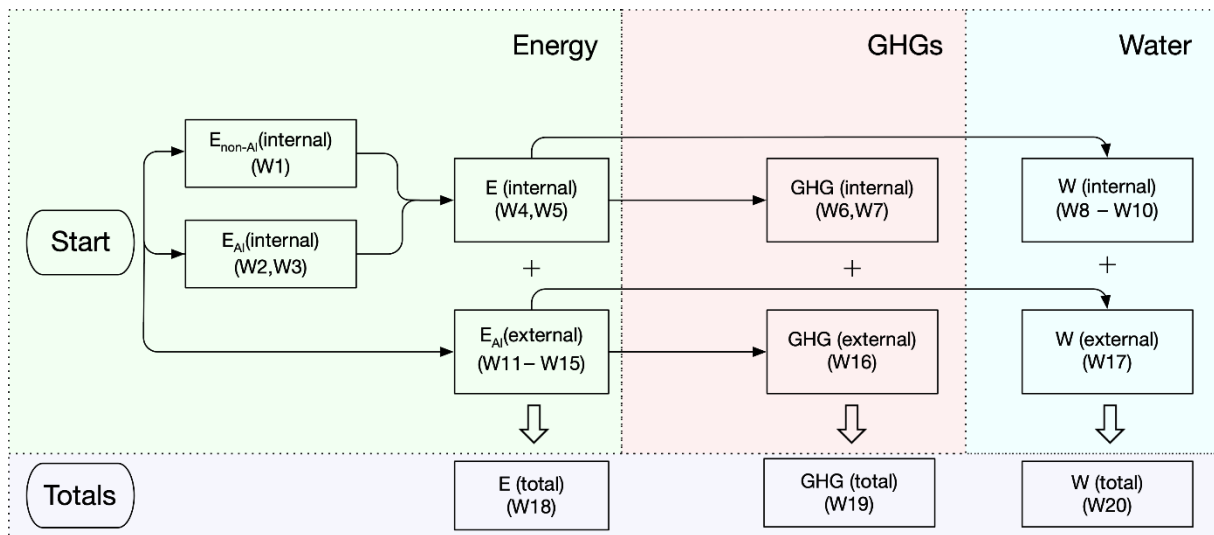 Energy
GHGs
Water
E_non-AI(internal)
(W1)
E (internal)
(W4,W5)
GHG (internal)
(W6,W7)
W (internal)
(W8 – W10)
Start
E_AI(internal)
(W2,W3)
+
+
+
E_AI(external)
(W11– W15)
GHG (external)
(W16)
W (external)
(W17)
Totals
E (total)
(W18)
GHG (total)
(W19)
W (total)
(W20)